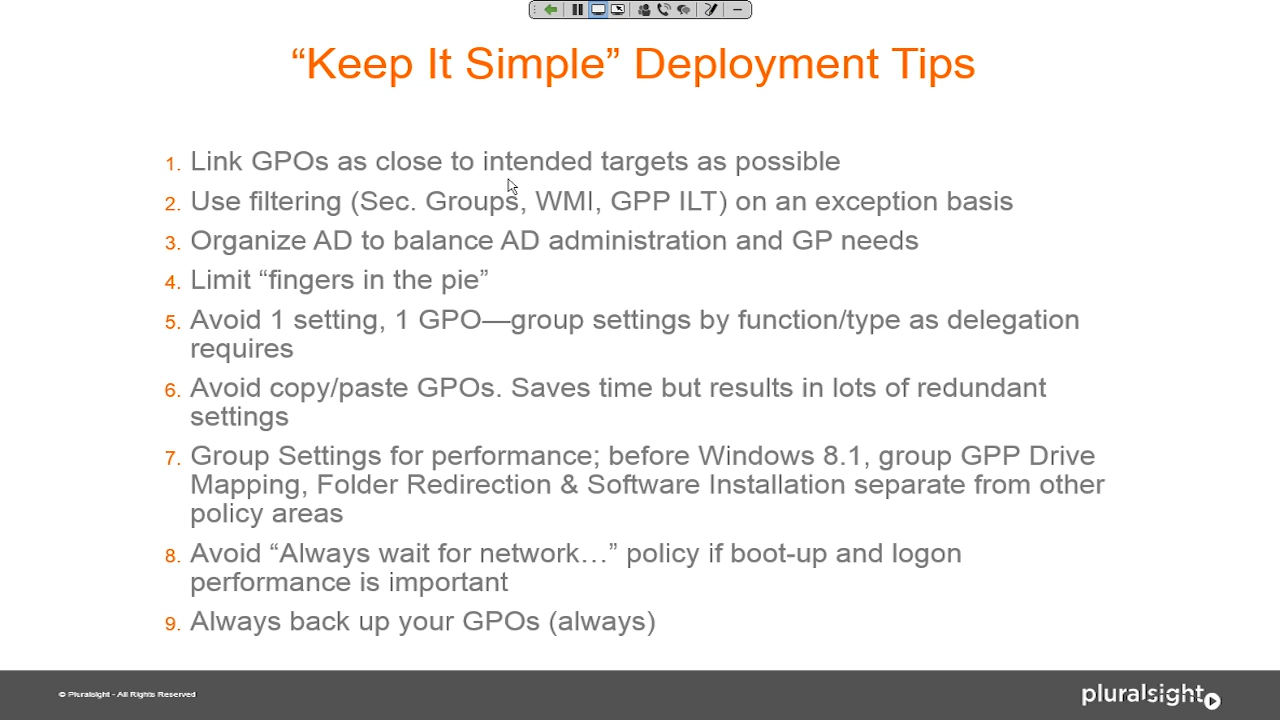 “Keep It Simple” Deployment Tips
1. Link GPOs as close to intended targets as possible
2. Use filtering (Sec. Groups, WMI, GPP ILT) on an exception basis
3. Organize AD to balance AD administration and GP needs
4. Limit “fingers in the pie”
5. Avoid 1 setting, 1 GPO—group settings by function/type as delegation
requires
6. Avoid copy/paste GPOs. Saves time but results in lots of redundant
settings
7. Group Settings for performance; before Windows 8.1, group GPP Drive
Mapping, Folder Redirection & Software Installation separate from other
policy areas
8. Avoid “Always wait for network…” policy if boot-up and logon
performance is important
9. Always back up your GPOs (always)
© Pluralsight - All Rights Reserved
pluralsight